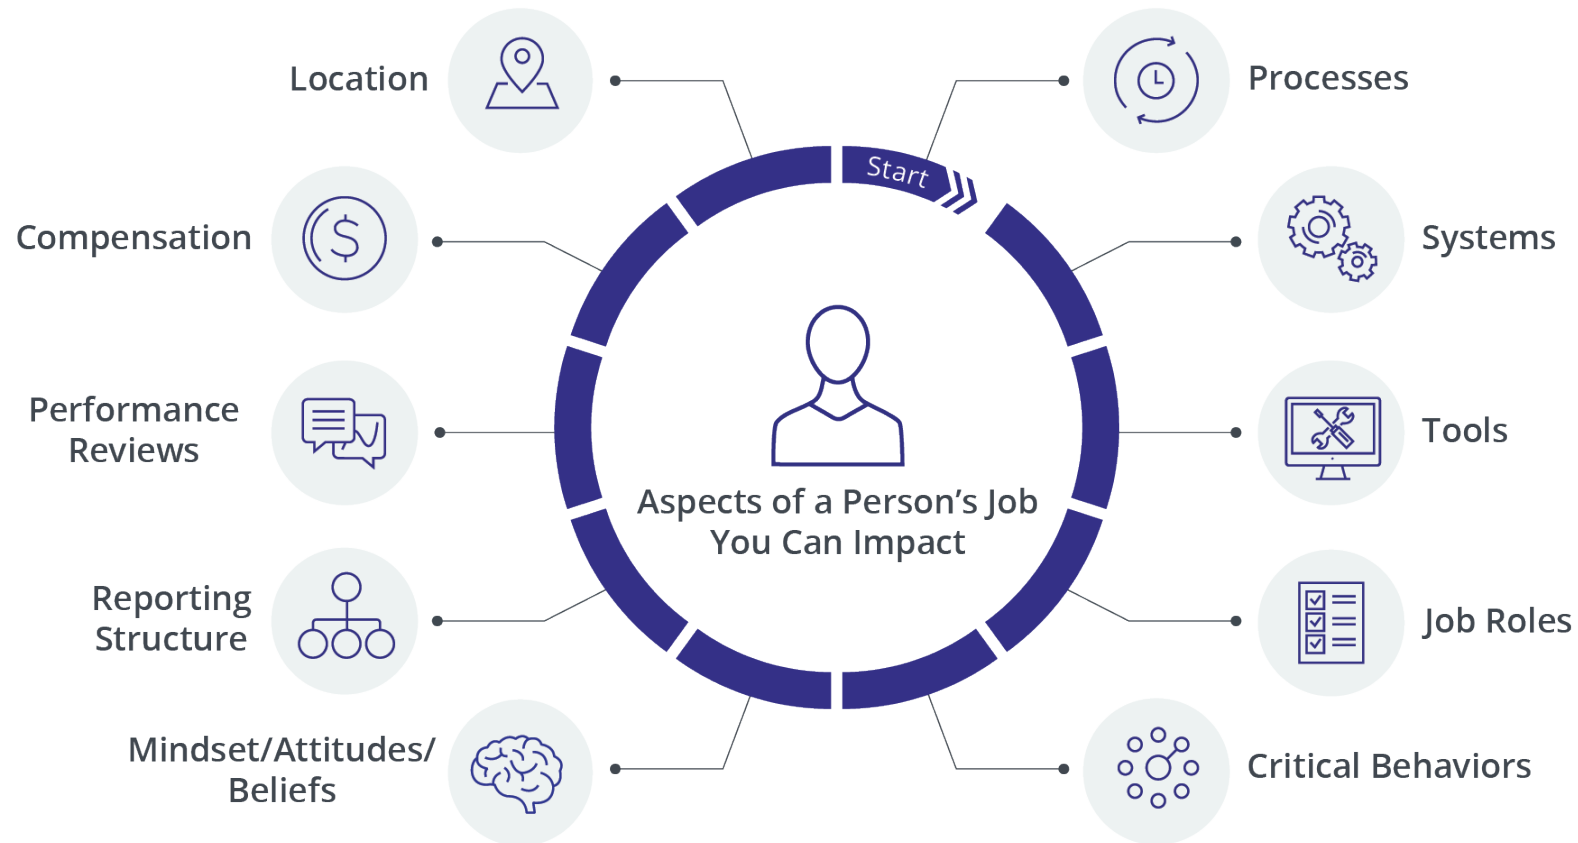 Start
Processes
Systems
Tools
Job Roles
Critical Behaviors
Mindset/Attitudes/
Beliefs
Reporting
Structure
Performance
Reviews
Compensation
Location
Aspects of a Person’s Job
You Can Impact